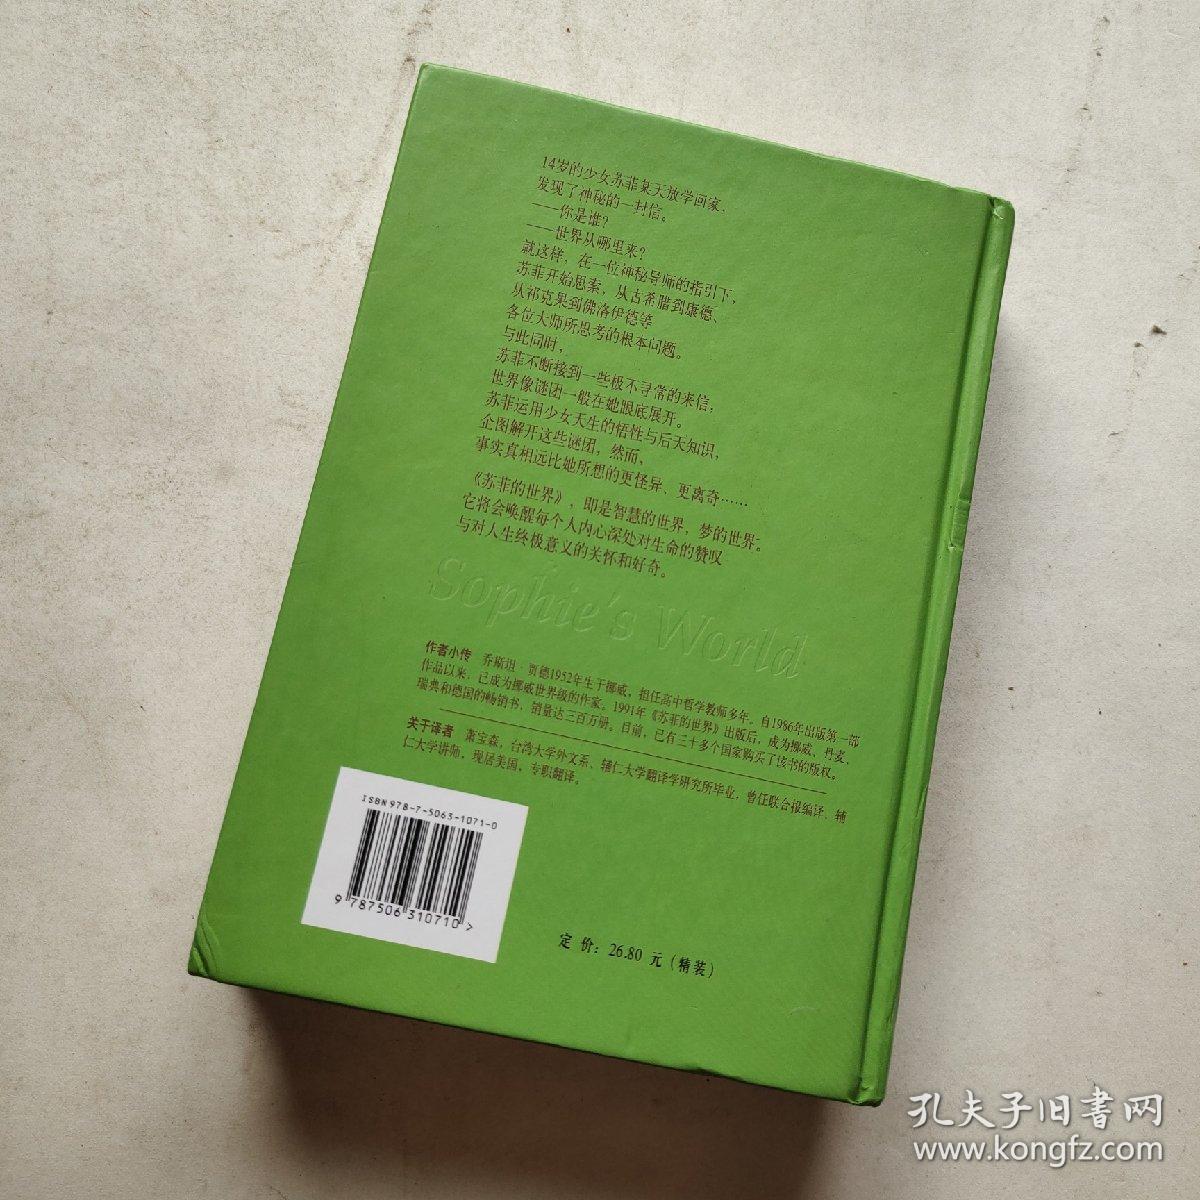 14岁的少女苏菲某天放学回家，
发现了神秘的一封信。
——你是谁？
——世界从哪里来？
就这样，在一位神秘导师的指引下，
苏菲开始思索，从古希腊到康德、
从祁克果到佛洛伊德等
各位大师所思考的根本问题。
与此同时，
苏菲不断接到一些极不寻常的来信；
世界像谜团一般在她眼底展开。
苏菲运用少女天生的悟性与后天知识，
企图解开这些谜团，然而，
事实真相远比她所想的更怪异、更离奇……
《苏菲的世界》，即是智慧的世界，梦的世界。
它将会唤醒每个人内心深处对生命的赞叹
与对人生终极意义的关怀和好奇。
Sophie's World
作者小传 乔斯坦·贾德1952年生于挪威，担任高中哲学教师多年。自1986年出版第一部
作品以来，已成为挪威世界级的作家。1991年《苏菲的世界》出版后，成为挪威、丹麦、
瑞典和德国的畅销书，销量达三百万册。目前，已有三十多个国家购买了该书的版权。
关于译者 萧宝森，台湾大学外文系、辅仁大学翻译学研究所毕业，曾任联合报编译、辅
仁大学讲师，现居美国，专职翻译。
ISBN 978-7-5063-1071-0
9 787506 310710 >
定 价：26.80 元（精装）
孔夫子旧書网
www.kongfz.com